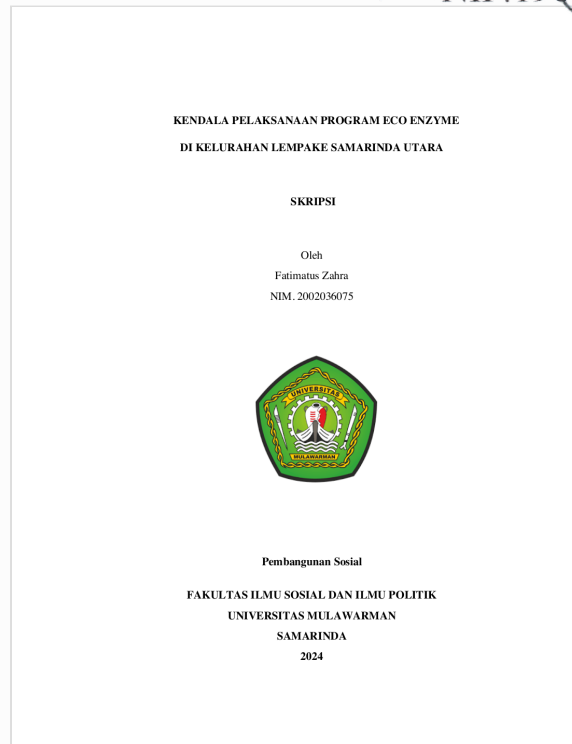 KENDALA PELAKSANAAN PROGRAM ECO ENZYME
DI KELURAHAN LEMPAKE SAMARINDA UTARA
SKRIPSI
Oleh
Fatimatus Zahra
NIM. 2002036075
UNIVERSITAS
MULAWARMAN
Pembangunan Sosial
FAKULTAS ILMU SOSIAL DAN ILMU POLITIK
UNIVERSITAS MULAWARMAN
SAMARINDA
2024